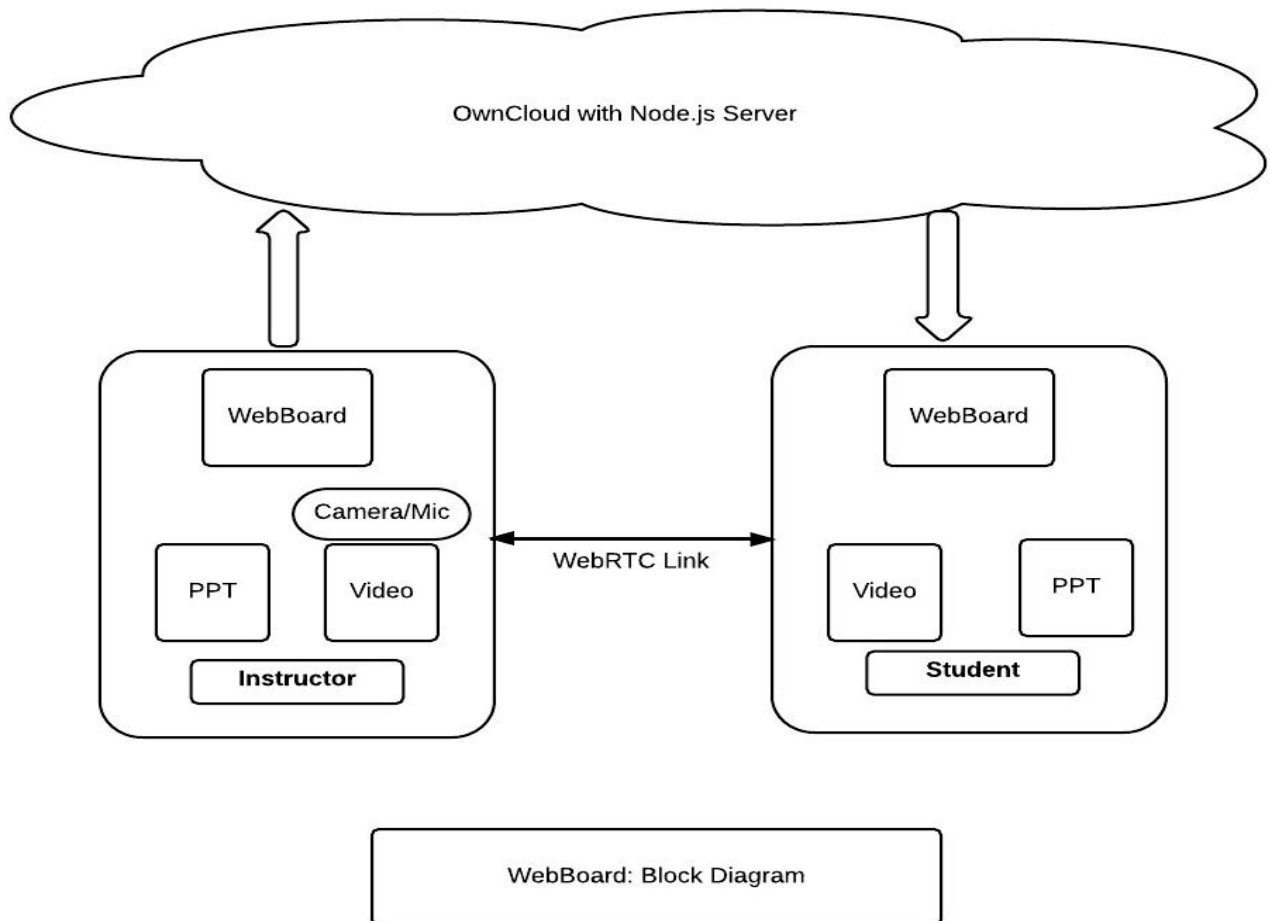 OwnCloud with Node.js Server
WebBoard
Camera/Mic
PPT
Video
Instructor
WebRTC Link
WebBoard
Video
PPT
Student
WebBoard: Block Diagram